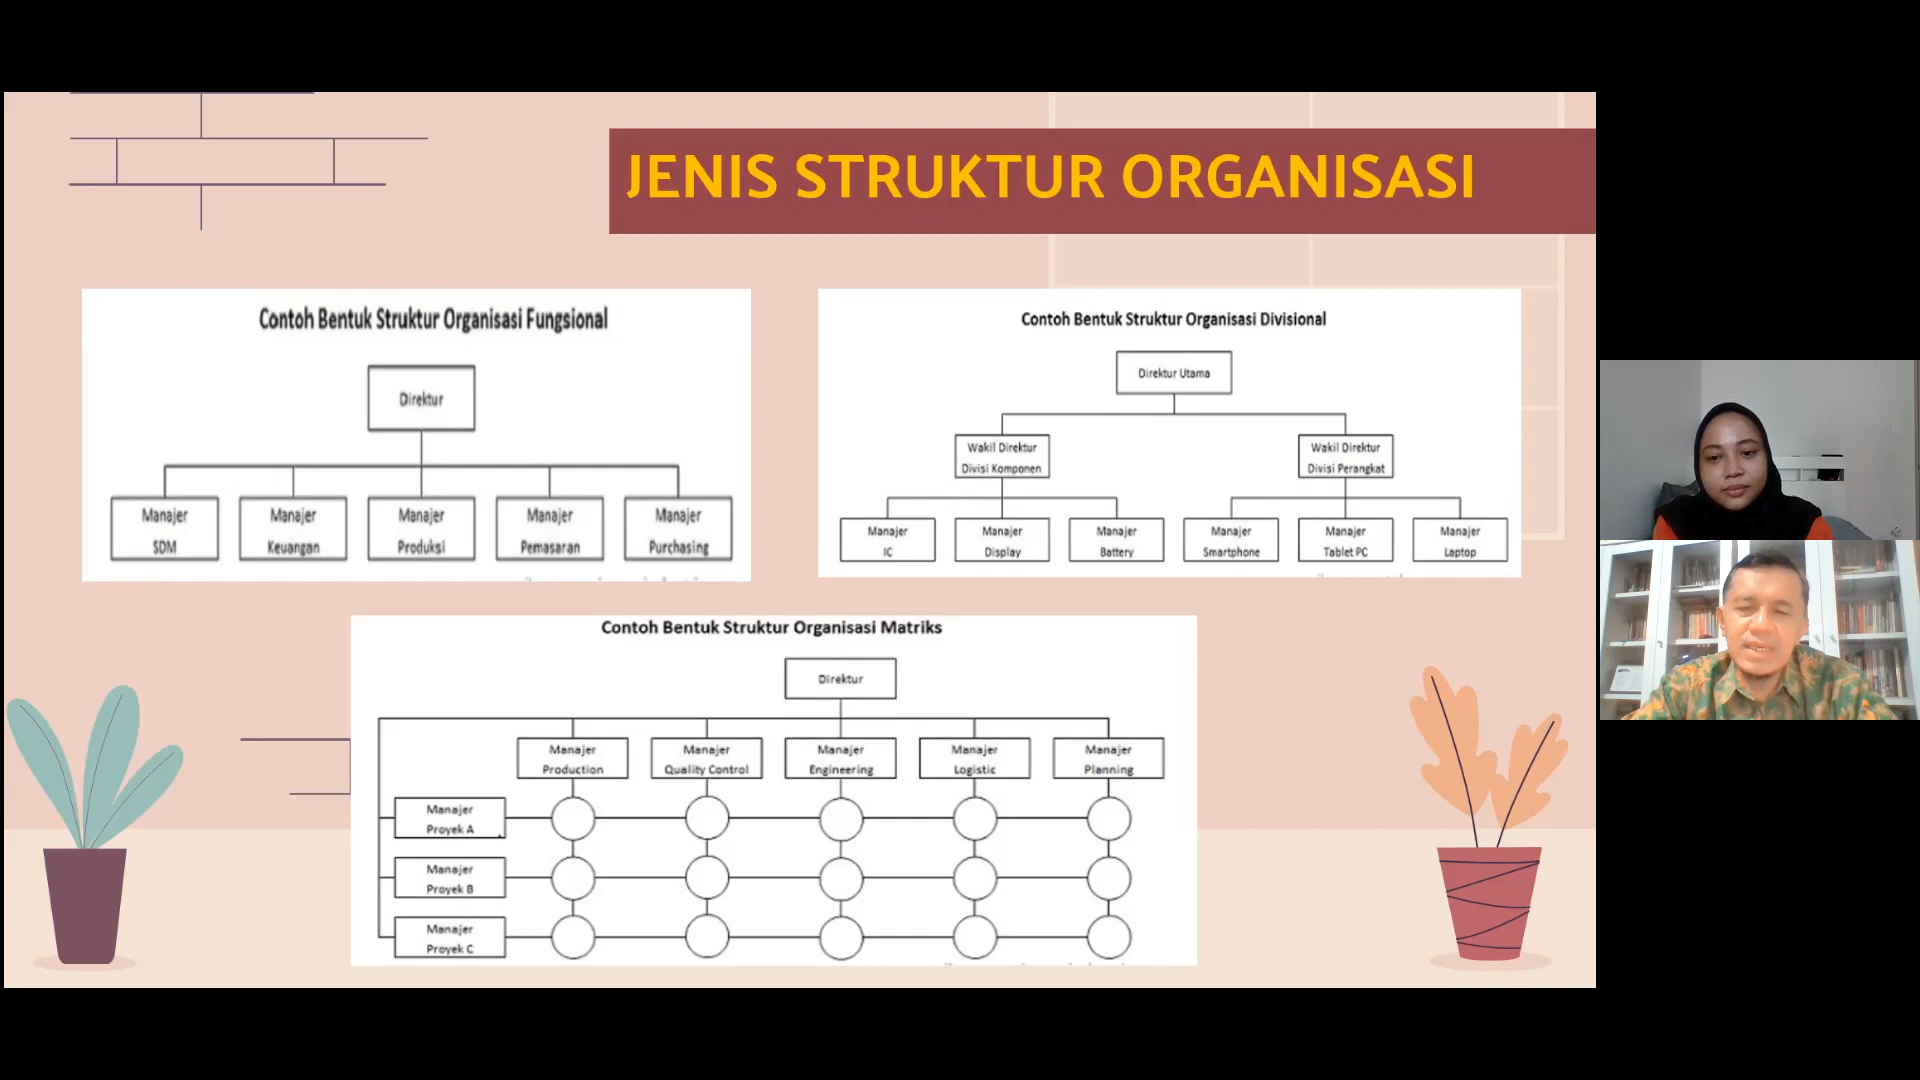 JENIS STRUKTUR ORGANISASI
Contoh Bentuk Struktur Organisasi Fungsional
Direktur
Manajer
SDM
Manajer
Keuangan
Manajer
Produksi
Manajer
Pemasaran
Manajer
Purchasing
Contoh Bentuk Struktur Organisasi Divisional
Direktur Utama
Wakil Direktur
Divisi Komponen
Wakil Direktur
Divisi Perangkat
Manajer
IC
Manajer
Display
Manajer
Battery
Manajer
Smartphone
Manajer
Tablet PC
Manajer
Laptop
Contoh Bentuk Struktur Organisasi Matriks
Direktur
Manajer
Production
Manajer
Quality Control
Manajer
Engineering
Manajer
Logistic
Manajer
Planning
Manajer
Proyek A
Manajer
Proyek B
Manajer
Proyek C